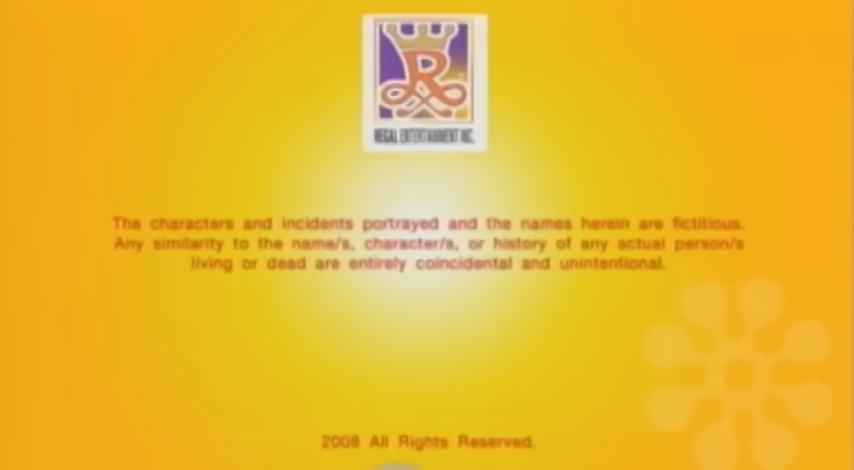 R
REGAL ENTERTAINMENT INC.
The characters and incidents portrayed and the names herein are fictitious.
Any similarity to the name/s, character/s, or history of any actual person/s
living or dead are entirely coincidental and unintentional.
2008 All Rights Reserved.